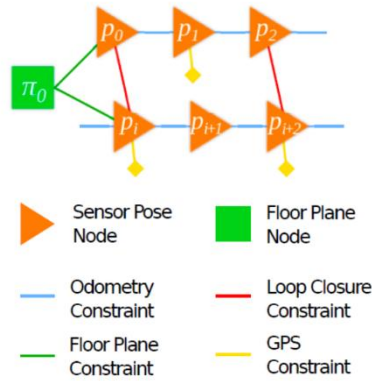 p0 p1 p2
π0
pi pi+1 pi+2
Sensor Pose Node
Floor Plane Node
Odometry Constraint
Loop Closure Constraint
Floor Plane Constraint
GPS Constraint